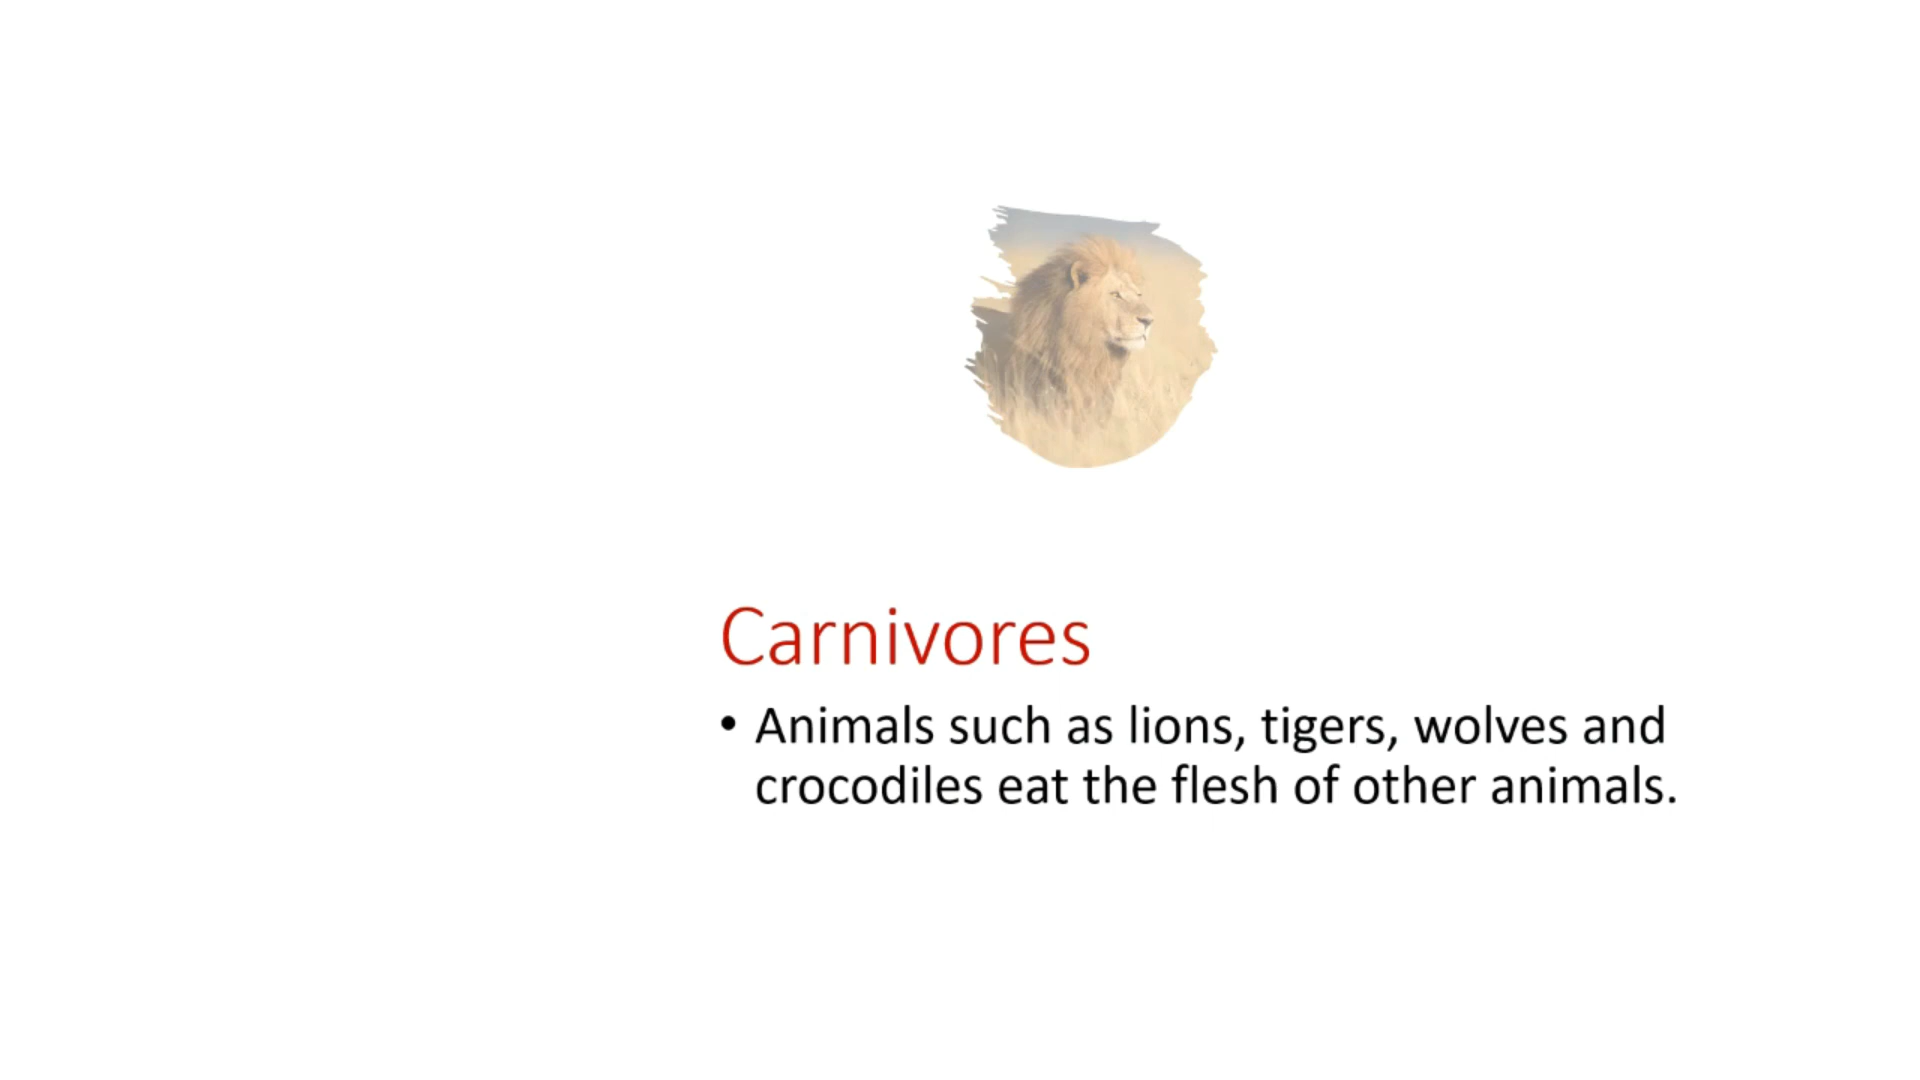 Carnivores
• Animals such as lions, tigers, wolves and
crocodiles eat the flesh of other animals.